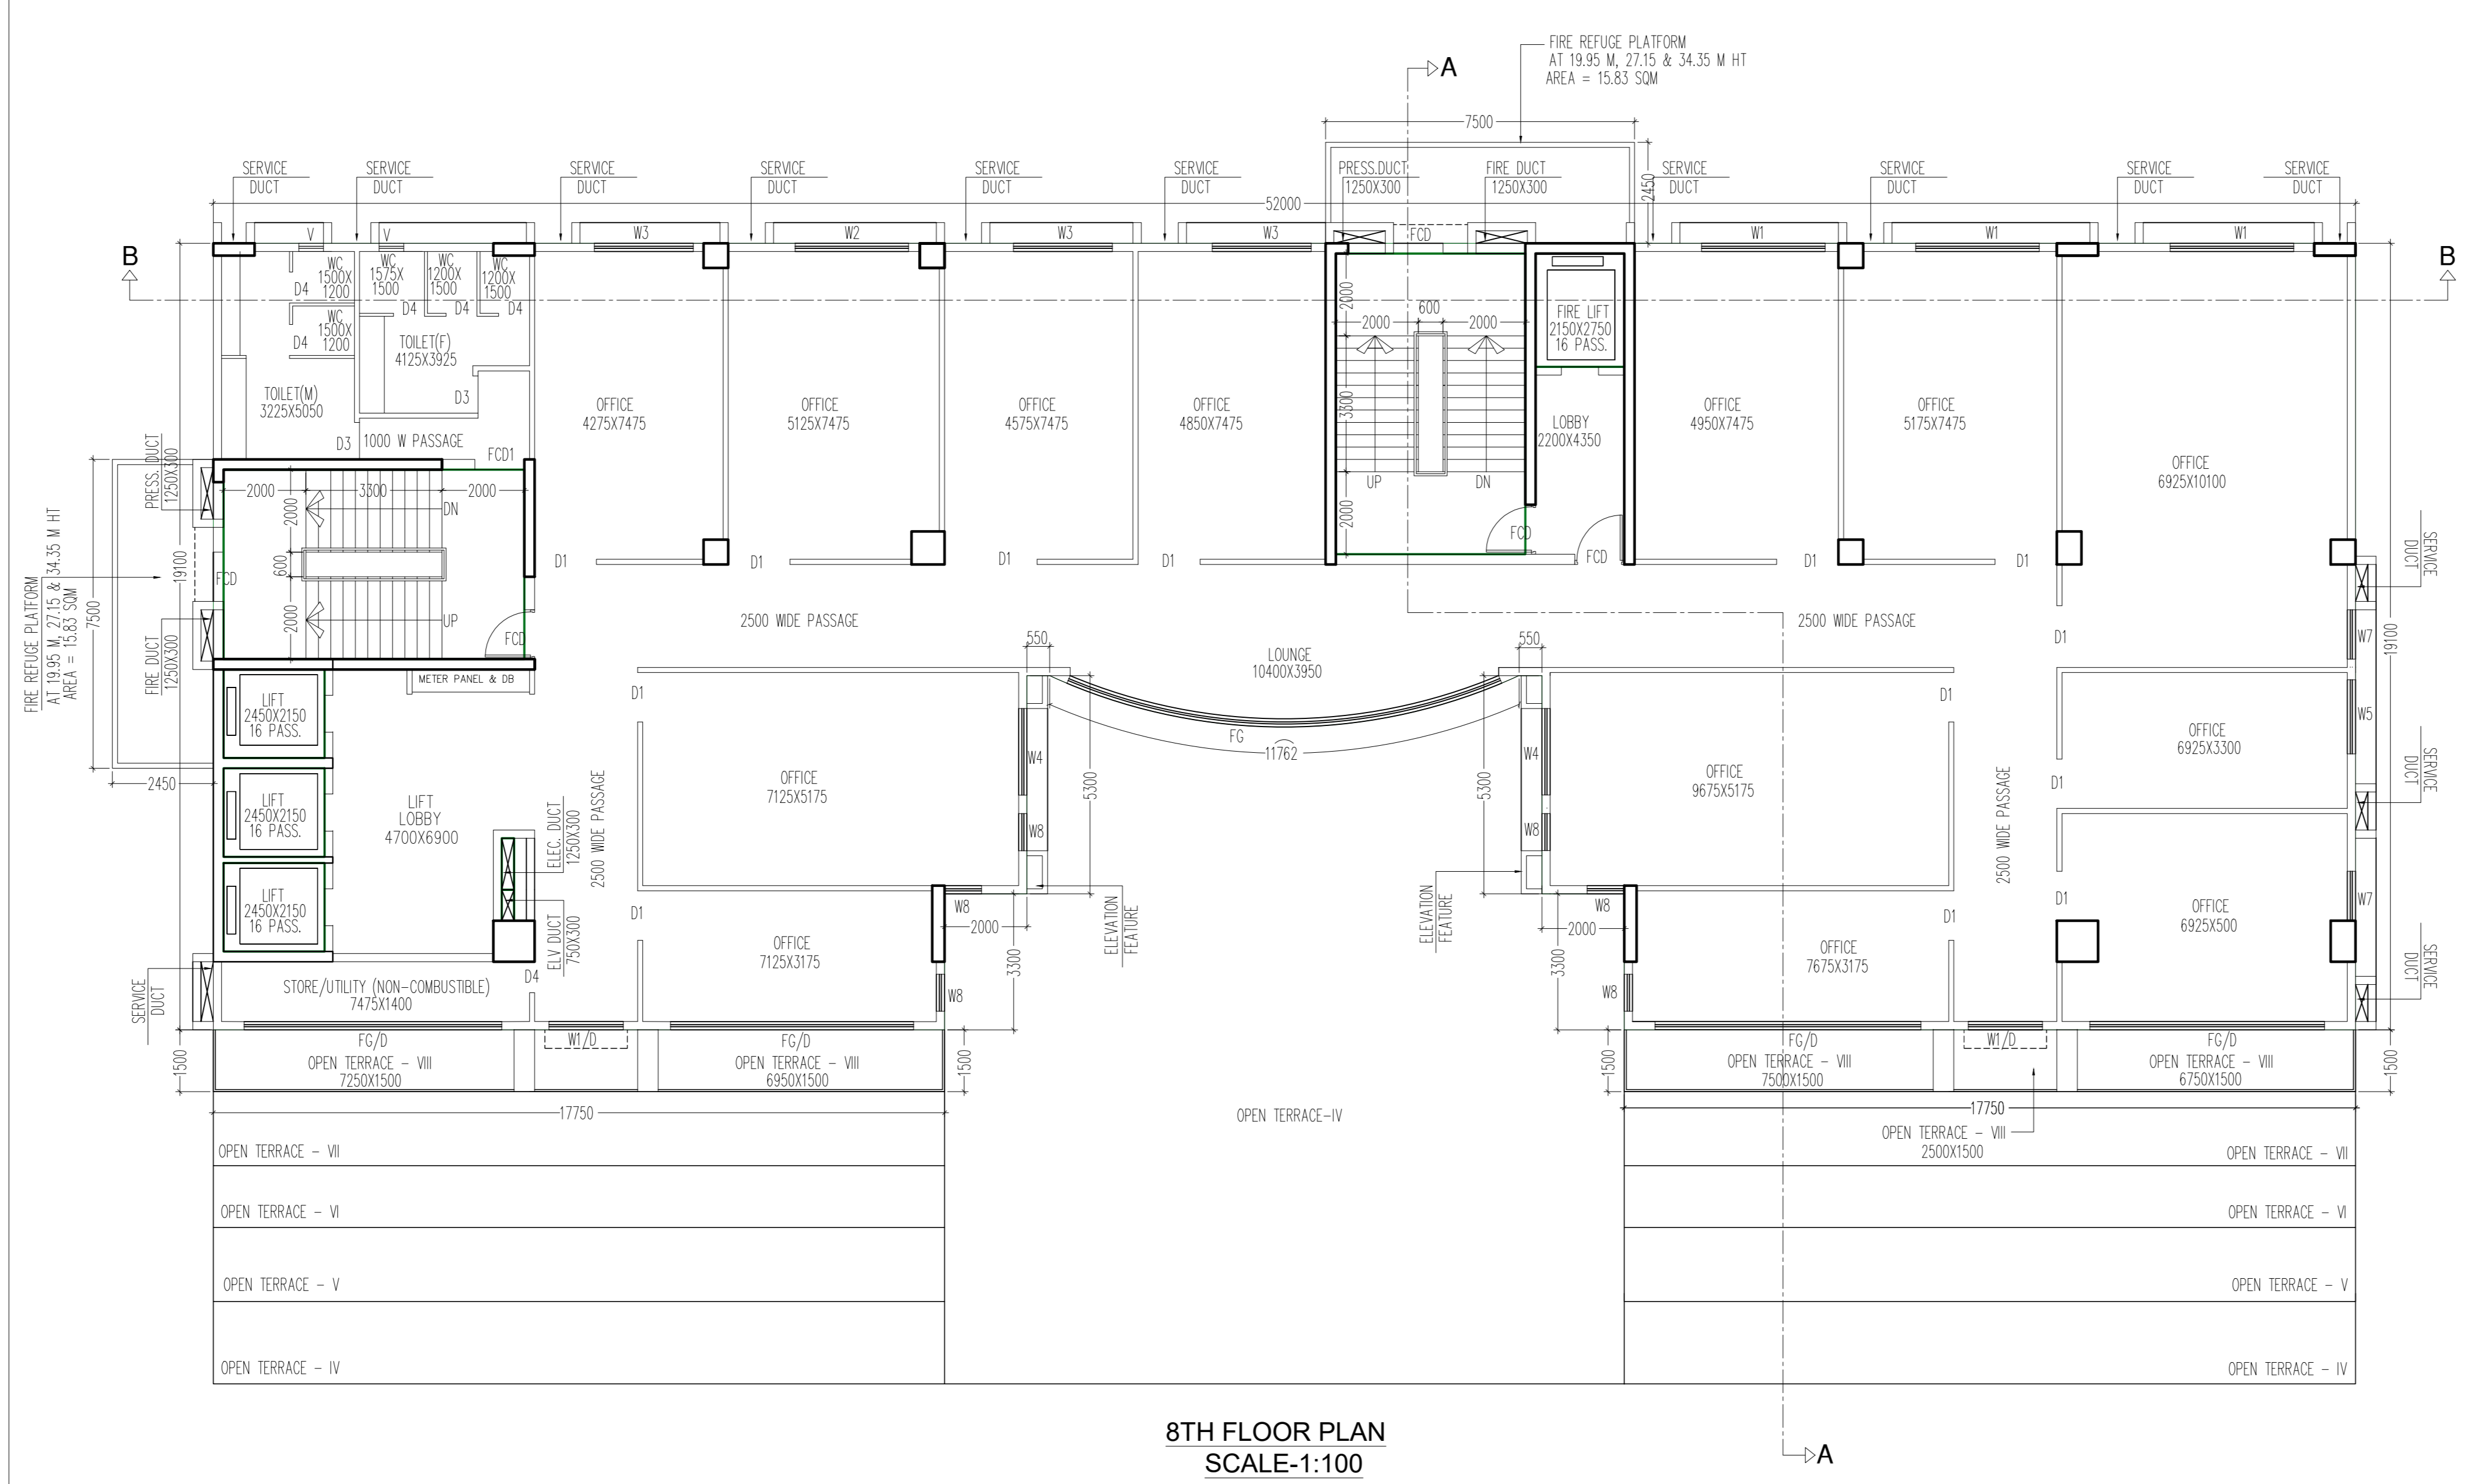 FIRE REFUGE PLATFORM
AT 19.95 M, 27.15 & 34.35 M HT
AREA = 15.83 SQM
A
7500
2450
SERVICE
DUCT
SERVICE
DUCT
SERVICE
DUCT
SERVICE
DUCT
SERVICE
DUCT
SERVICE
DUCT
PRESS.DUCT
1250X300
FIRE DUCT
1250X300
SERVICE
DUCT
SERVICE
DUCT
SERVICE
DUCT
SERVICE
DUCT
52000
V
V
W3
W2
W3
W3
FCD
W1
W1
W1
B
B
WC
1500X
1200
WC
1575X
1500
WC
1200X
1500
WC
1200X
1500
D4
D4
D4
D4
WC
1500X
1200
D4
TOILET(F)
4125X3925
TOILET(M)
3225X5050
D3
D3
1000 W PASSAGE
FCD1
OFFICE
4275X7475
OFFICE
5125X7475
OFFICE
4575X7475
OFFICE
4850X7475
2000
600
2000
2000
3300
2000
UP
DN
FIRE LIFT
2150X2750
16 PASS.
LOBBY
2200X4350
FCD
FCD
OFFICE
4950X7475
OFFICE
5175X7475
OFFICE
6925X10100
PRESS. DUCT
1250X300
2000
3300
2000
2000
600
2000
DN
UP
FCD
FCD
FIRE REFUGE PLATFORM
AT 19.95 M, 27.15 & 34.35 M HT
AREA = 15.83 SQM
7500
19100
FIRE DUCT
1250X300
2450
D1
D1
D1
D1
D1
D1
2500 WIDE PASSAGE
2500 WIDE PASSAGE
LOUNGE
10400X3950
550
550
D1
W7
19100
SERVICE
DUCT
METER PANEL & DB
LIFT
2450X2150
16 PASS.
LIFT
2450X2150
16 PASS.
LIFT
2450X2150
16 PASS.
LIFT
LOBBY
4700X6900
D1
2500 WIDE PASSAGE
ELEC. DUCT
1250X300
ELV DUCT
750X300
OFFICE
7125X5175
W4
W8
5300
FG
11762
5300
W4
W8
OFFICE
9675X5175
D1
2500 WIDE PASSAGE
D1
OFFICE
6925X3300
W5
SERVICE
DUCT
D1
OFFICE
7125X3175
W8
2000
W8
3300
ELEVATION
FEATURE
ELEVATION
FEATURE
W8
2000
3300
W8
OFFICE
7675X3175
D1
D1
OFFICE
6925X500
W7
SERVICE
DUCT
D4
STORE/UTILITY (NON-COMBUSTIBLE)
7475X1400
SERVICE
DUCT
1500
FG/D
OPEN TERRACE - VIII
7250X1500
W1/D
FG/D
OPEN TERRACE - VIII
6950X1500
1500
1500
FG/D
OPEN TERRACE - VIII
7500X1500
W1/D
FG/D
OPEN TERRACE - VIII
6750X1500
1500
17750
17750
OPEN TERRACE-IV
OPEN TERRACE - VIII
2500X1500
OPEN TERRACE - VII
OPEN TERRACE - VII
OPEN TERRACE - VI
OPEN TERRACE - VI
OPEN TERRACE - V
OPEN TERRACE - V
OPEN TERRACE - IV
OPEN TERRACE - IV
8TH FLOOR PLAN
SCALE-1:100
A